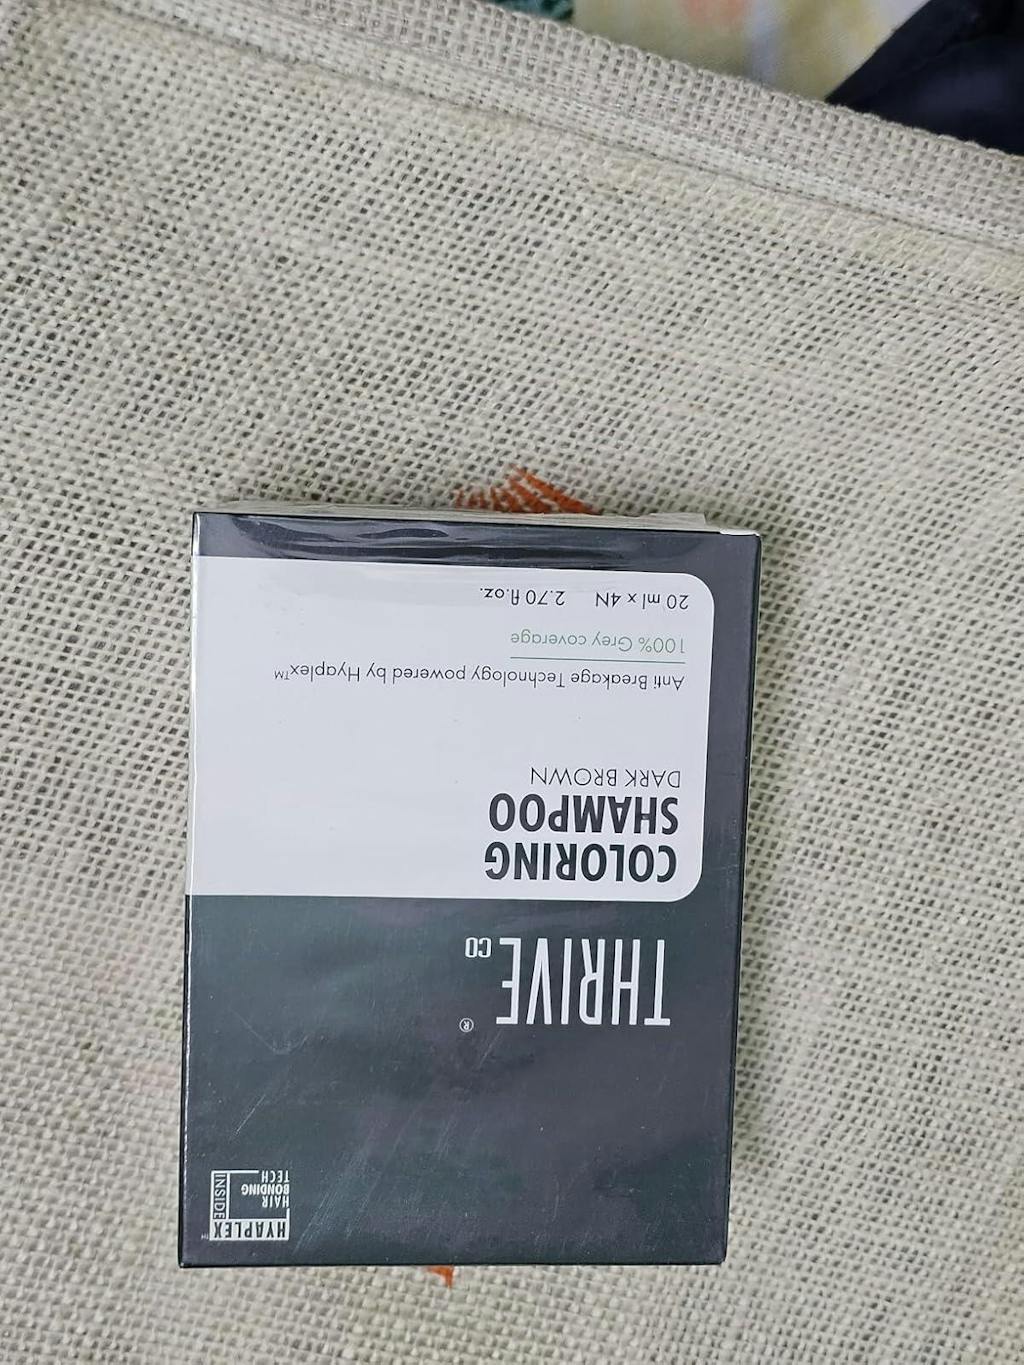 HYAPLEX™
HAIR
BONDING
TECH
INSIDE
THRIVE CO®
COLORING
SHAMPOO
DARK BROWN
Anti Breakage Technology powered by Hyaplex™
100% Grey coverage
20 ml x 4N 2.70 fl.oz.